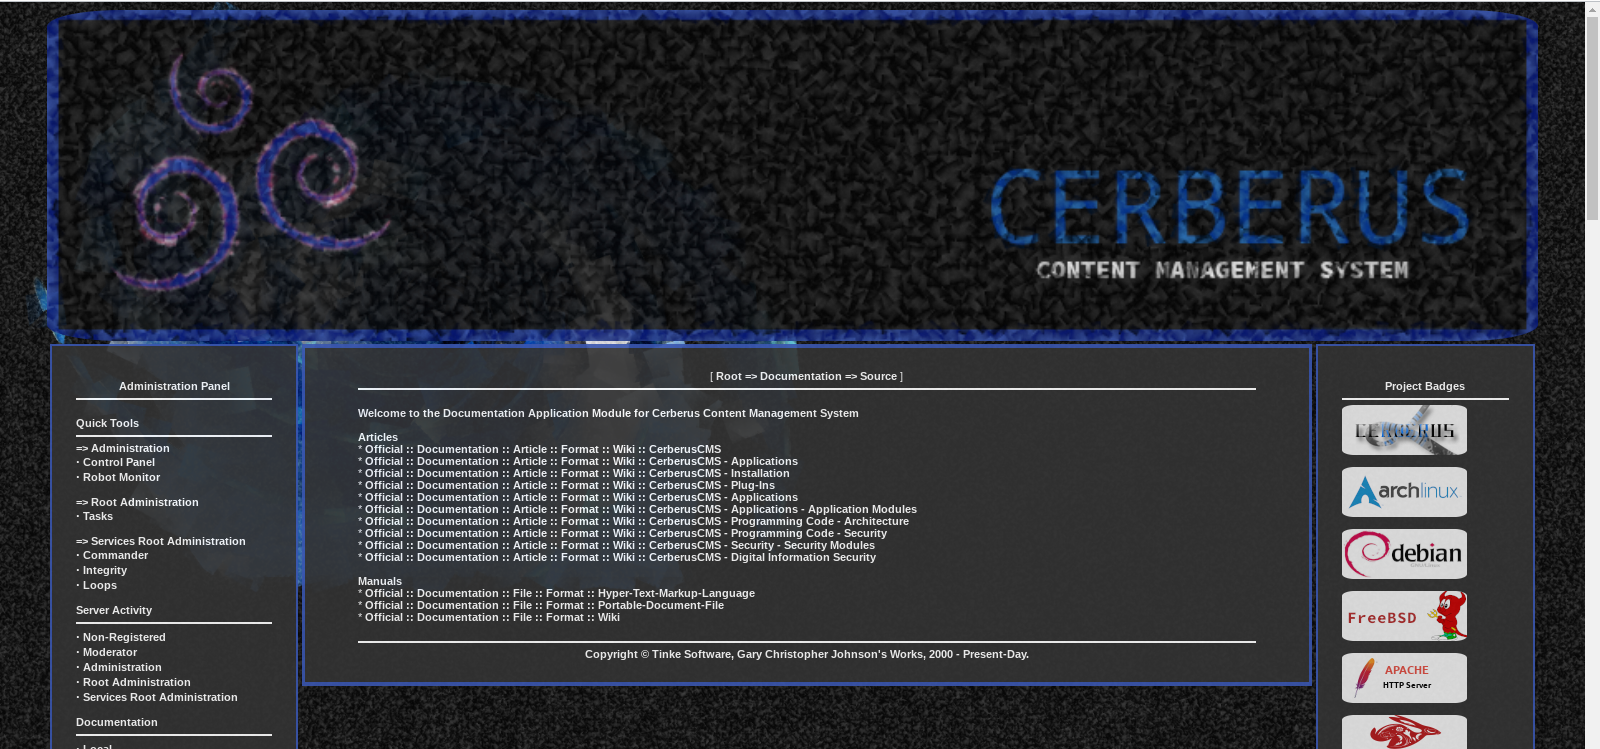 CERBERUS
CONTENT MANAGEMENT SYSTEM
Administration Panel
Quick Tools
=> Administration
· Control Panel
· Robot Monitor
=> Root Administration
· Tasks
=> Services Root Administration
· Commander
· Integrity
· Loops
Server Activity
· Non-Registered
· Moderator
· Administration
· Root Administration
· Services Root Administration
Documentation
· Local
[ Root => Documentation => Source ]
Welcome to the Documentation Application Module for Cerberus Content Management System
Articles
* Official :: Documentation :: Article :: Format :: Wiki :: CerberusCMS
* Official :: Documentation :: Article :: Format :: Wiki :: CerberusCMS - Applications
* Official :: Documentation :: Article :: Format :: Wiki :: CerberusCMS - Installation
* Official :: Documentation :: Article :: Format :: Wiki :: CerberusCMS - Plug-Ins
* Official :: Documentation :: Article :: Format :: Wiki :: CerberusCMS - Applications
* Official :: Documentation :: Article :: Format :: Wiki :: CerberusCMS - Applications - Application Modules
* Official :: Documentation :: Article :: Format :: Wiki :: CerberusCMS - Programming Code - Architecture
* Official :: Documentation :: Article :: Format :: Wiki :: CerberusCMS - Programming Code - Security
* Official :: Documentation :: Article :: Format :: Wiki :: CerberusCMS - Security - Security Modules
* Official :: Documentation :: Article :: Format :: Wiki :: CerberusCMS - Digital Information Security
Manuals
* Official :: Documentation :: File :: Format :: Hyper-Text-Markup-Language
* Official :: Documentation :: File :: Format :: Portable-Document-File
* Official :: Documentation :: File :: Format :: Wiki
Copyright © Tinke Software, Gary Christopher Johnson's Works, 2000 - Present-Day.
Project Badges
CERBERUS
archlinux
debian
FreeBSD
APACHE
HTTP Server